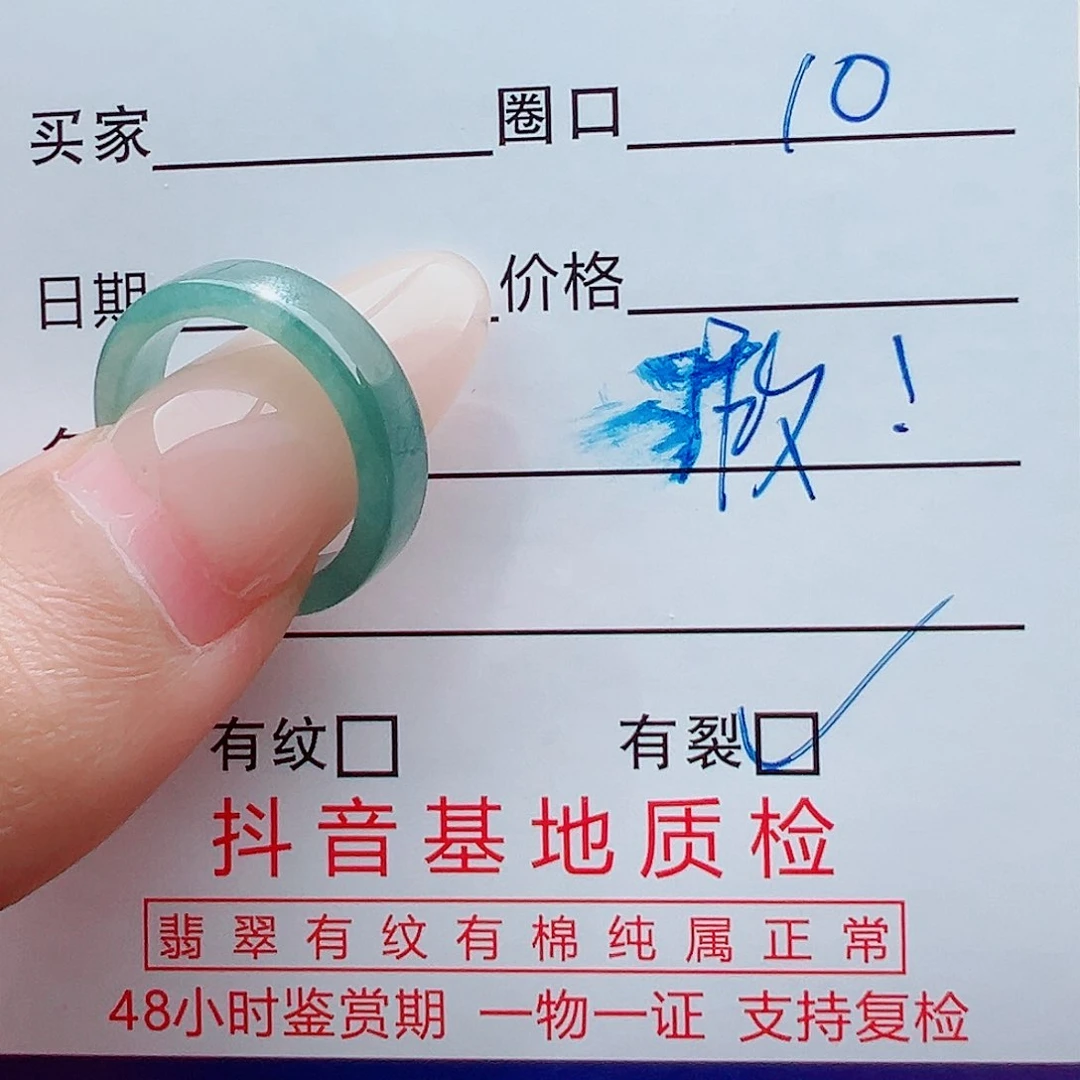 买家 圈口 10
日期 价格
放!
有纹 有裂
抖音基地质检
翡翠有纹有棉纯属正常
48小时鉴赏期 一物一证 支持复检